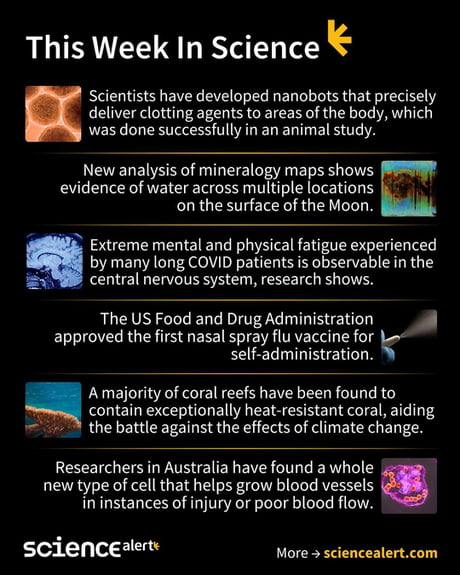 This Week In Science
Scientists have developed nanobots that precisely
deliver clotting agents to areas of the body, which
was done successfully in an animal study.
New analysis of mineralogy maps shows
evidence of water across multiple locations
on the surface of the Moon.
Extreme mental and physical fatigue experienced
by many long COVID patients is observable in the
central nervous system, research shows.
The US Food and Drug Administration
approved the first nasal spray flu vaccine for
self-administration.
A majority of coral reefs have been found to
contain exceptionally heat-resistant coral, aiding
the battle against the effects of climate change.
Researchers in Australia have found a whole
new type of cell that helps grow blood vessels
in instances of injury or poor blood flow.
science alert
More → sciencealert.com